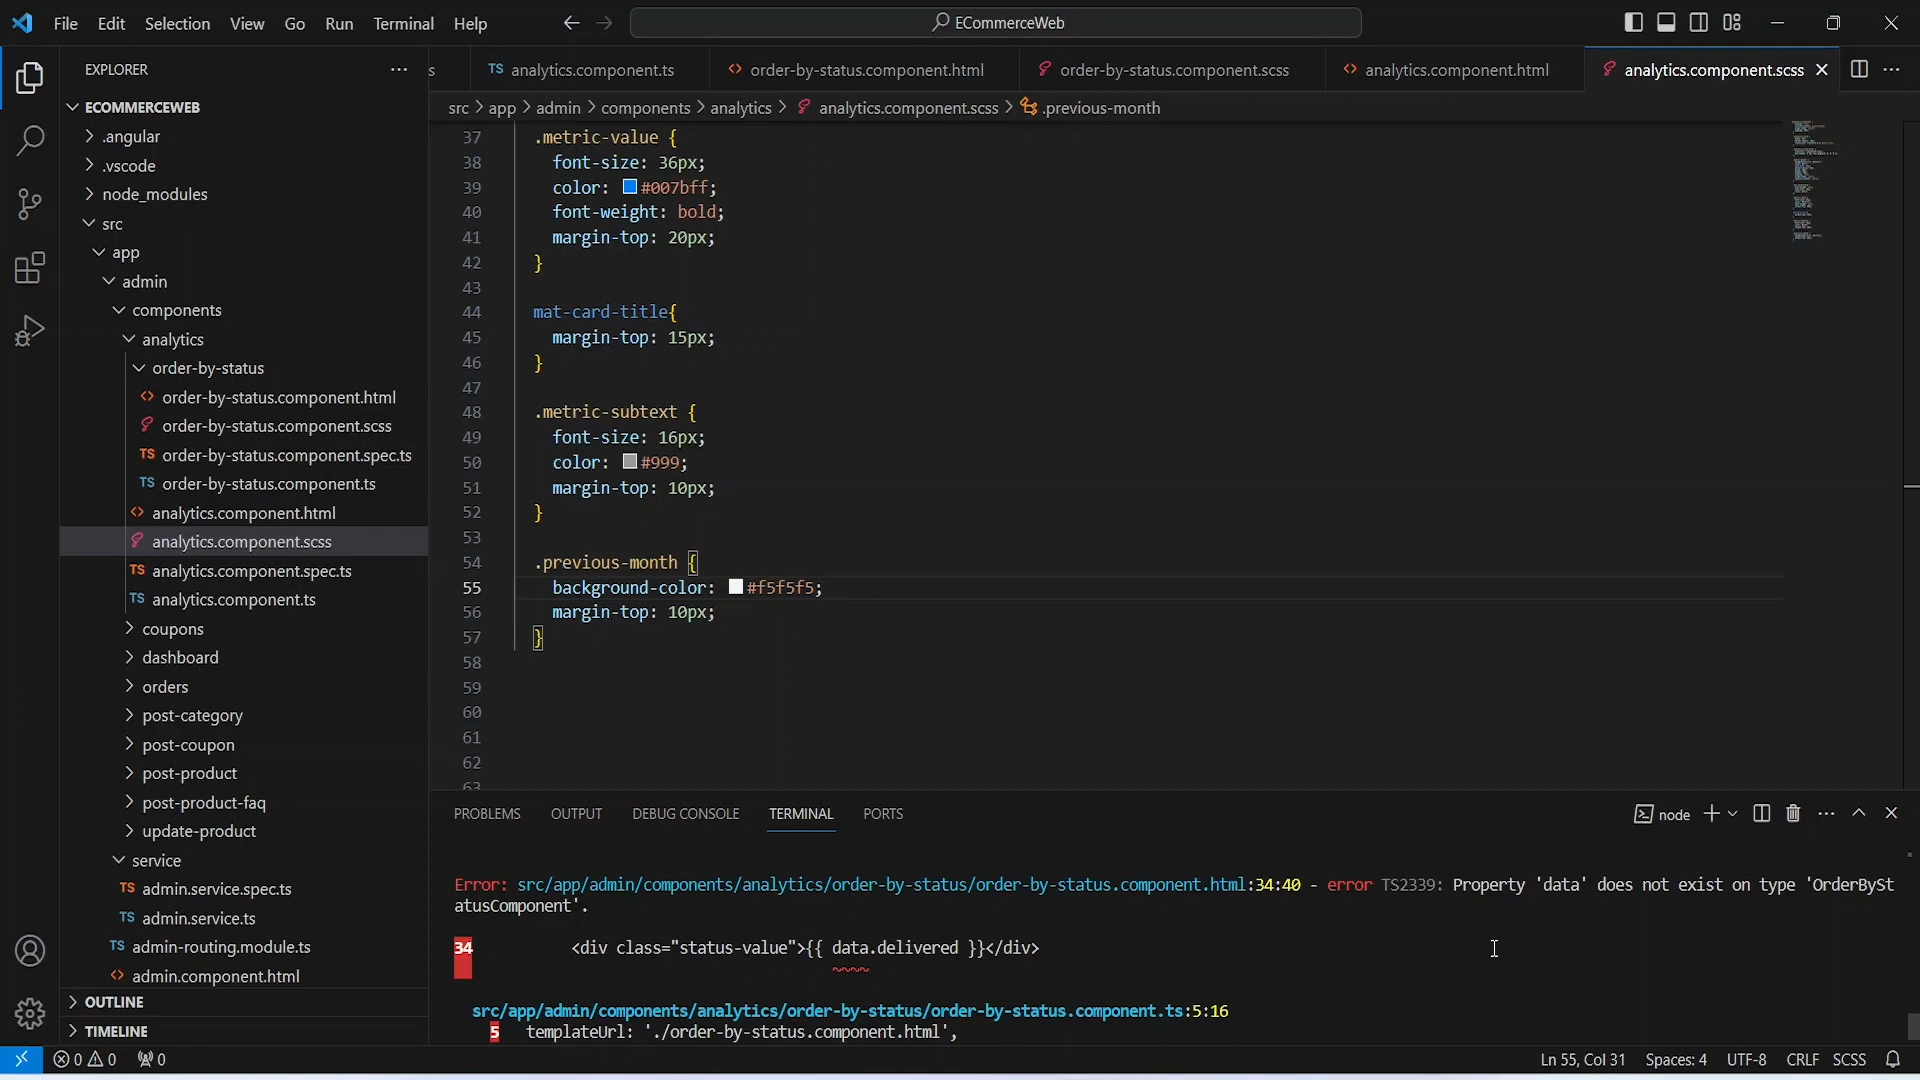 File Edit Selection View Go Run Terminal Help
ECommerceWeb
EXPLORER
s
TS analytics.component.ts
<> order-by-status.component.html
order-by-status.component.scss
<> analytics.component.html
analytics.component.scss
src > app > admin > components > analytics > analytics.component.scss > .previous-month
ECOMMERCEWEB
.angular
.vscode
node_modules
src
app
admin
components
analytics
order-by-status
<> order-by-status.component.html
order-by-status.component.scss
TS order-by-status.component.spec.ts
TS order-by-status.component.ts
<> analytics.component.html
analytics.component.scss
TS analytics.component.spec.ts
TS analytics.component.ts
coupons
dashboard
orders
post-category
post-coupon
post-product
post-product-faq
update-product
service
TS admin.service.spec.ts
TS admin.service.ts
TS admin-routing.module.ts
<> admin.component.html
OUTLINE
TIMELINE
37 .metric-value {
38 font-size: 36px;
39 color: #007bff;
40 font-weight: bold;
41 margin-top: 20px;
42 }
43
44 mat-card-title{
45 margin-top: 15px;
46 }
47
48 .metric-subtext {
49 font-size: 16px;
50 color: #999;
51 margin-top: 10px;
52 }
53
54 .previous-month {
55 background-color: #f5f5f5;
56 margin-top: 10px;
57 }
58
59
60
61
62
63
PROBLEMS OUTPUT DEBUG CONSOLE TERMINAL PORTS
node
Error: src/app/admin/components/analytics/order-by-status/order-by-status.component.html:34:40 - error TS2339: Property 'data' does not exist on type 'OrderBySt
atusComponent'.
34 <div class="status-value">{{ data.delivered }}</div>
~~~~
src/app/admin/components/analytics/order-by-status/order-by-status.component.ts:5:16
5 templateUrl: './order-by-status.component.html',
0 0 0
Ln 55, Col 31 Spaces: 4 UTF-8 CRLF SCSS